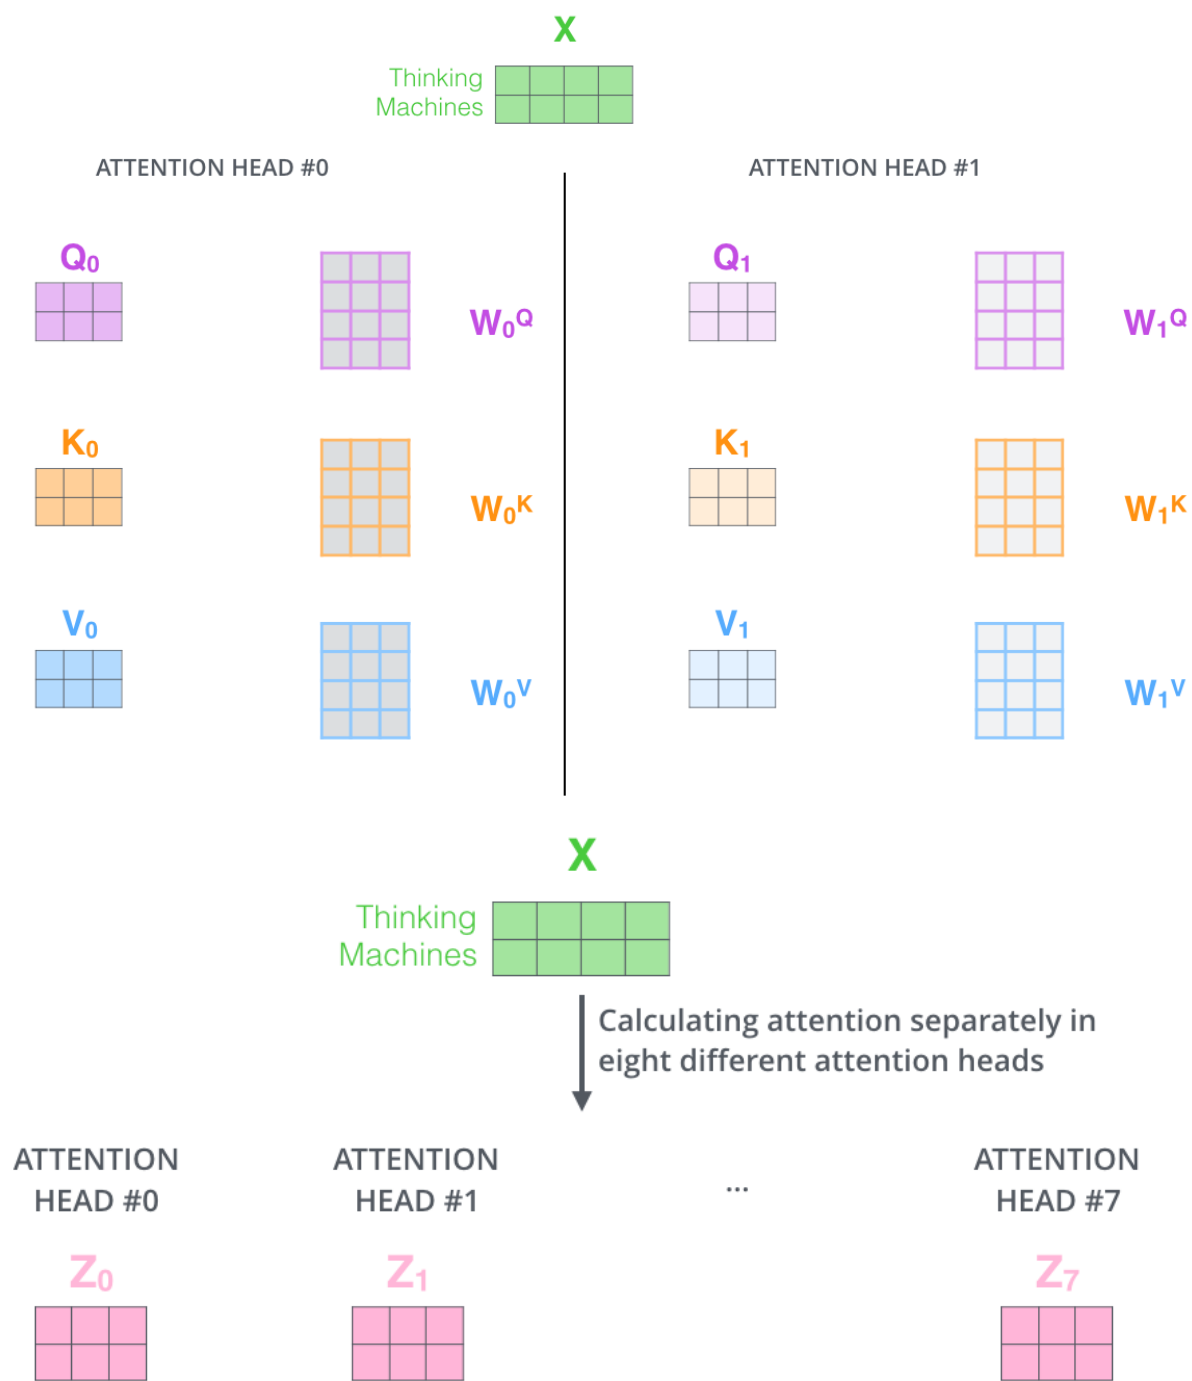 X
Thinking
Machines
ATTENTION HEAD #0
ATTENTION HEAD #1
Q₀
W₀Q
Q₁
W₁Q
K₀
W₀K
K₁
W₁K
V₀
W₀V
V₁
W₁V
X
Thinking
Machines
Calculating attention separately in
eight different attention heads
ATTENTION
HEAD #0
ATTENTION
HEAD #1
...
ATTENTION
HEAD #7
Z₀
Z₁
Z₇